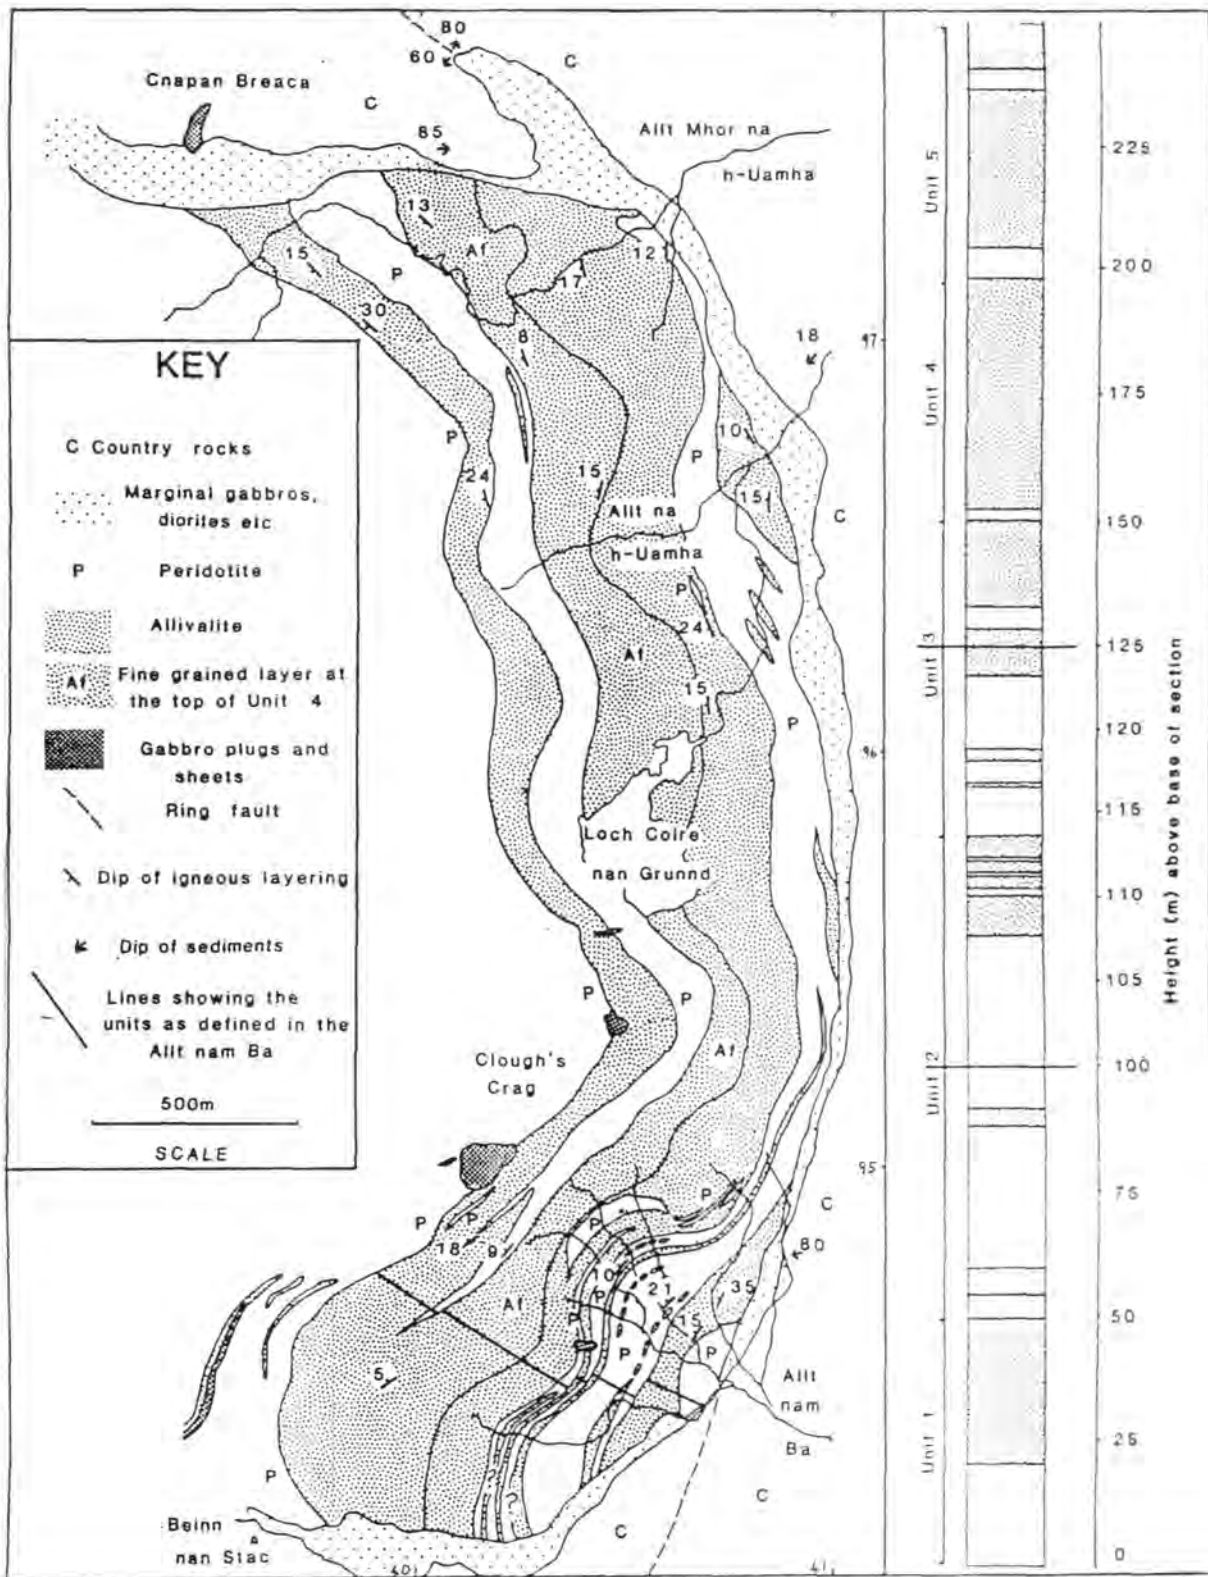 80
60
C
Cnapan Breaca
C
Allt Mhor na
h-Uamha
85
13
Af
12
P
15
17
30
8
18
97
KEY
C Country rocks
Marginal gabbros,
diorites etc
P Peridotite
Allivalite
Af Fine grained layer at
the top of Unit 4
Gabbro plugs and
sheets
Ring fault
Dip of igneous layering
Dip of sediments
Lines showing the
units as defined in the
Allt nam Ba
500m
SCALE
P
24
15
P
10
15
Allt na
h-Uamha
C
P
24
Af
15
P
96
Loch Coire
nan Grunnd
P
P
Af
Clough's
Crag
95
P
C
P
P
P
18
9
80
10
21
35
P
Af
15
P
P
P
5
Allt
nam
Ba
?
?
P
C
C
Beinn
nan Stac
40
41
Unit 5
Unit 4
Unit 3
Unit 2
Unit 1
225
200
175
150
125
120
115
110
105
100
75
50
25
0
Height (m) above base of section